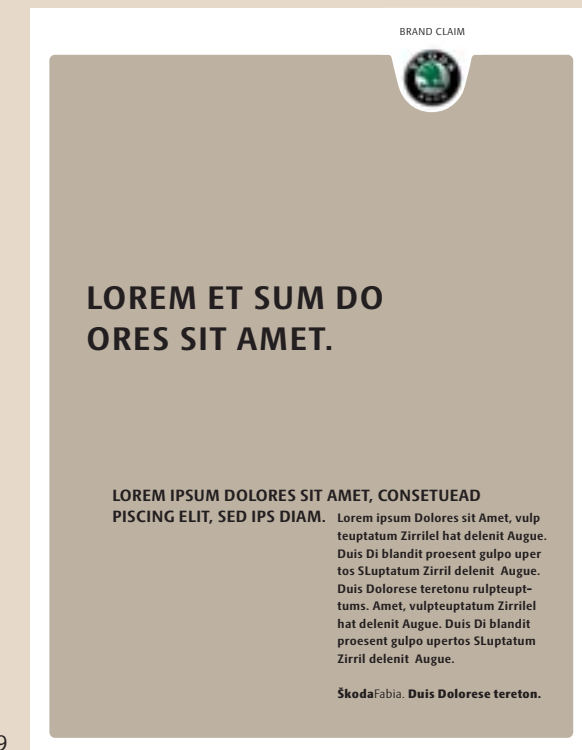 BRAND CLAIM
ŠKODA
AUTO
LOREM ET SUM DO
ORES SIT AMET.
LOREM IPSUM DOLORES SIT AMET, CONSETUEAD
PISCING ELIT, SED IPS DIAM.
Lorem ipsum Dolores sit Amet, vulp
teuptatum Zirrilel hat delenit Augue.
Duis Di blandit proesent gulpo uper
tos SLuptatum Zirril delenit Augue.
Duis Dolorese teretonu rulpteupt-
tums. Amet, vulpteuptatum Zirrilel
hat delenit Augue. Duis Di blandit
proesent gulpo upertos SLuptatum
Zirril delenit Augue.
ŠkodaFabia. Duis Dolorese tereton.
9